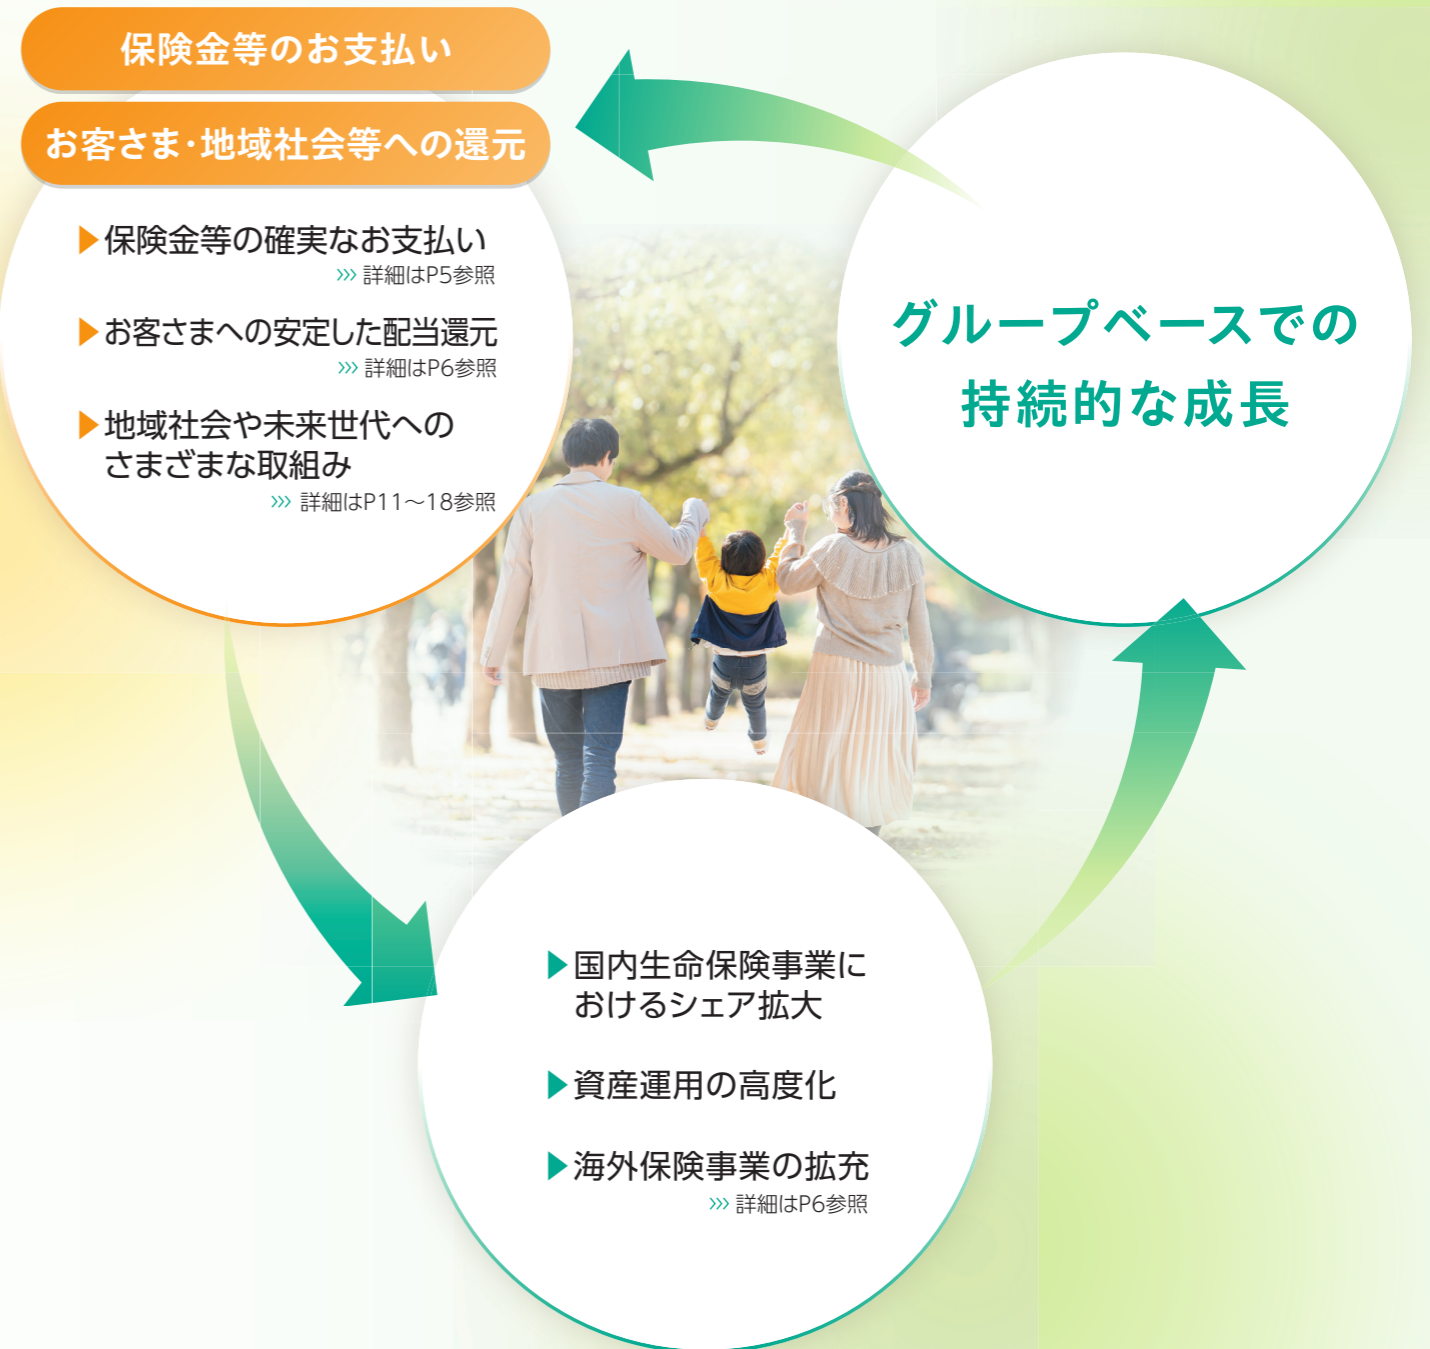 保険金等のお支払い
お客さま・地域社会等への還元
▶保険金等の確実なお支払い
››› 詳細はP5参照
▶お客さまへの安定した配当還元
››› 詳細はP6参照
▶地域社会や未来世代への
さまざまな取組み
››› 詳細はP11～18参照
グループベースでの
持続的な成長
▶国内生命保険事業に
おけるシェア拡大
▶資産運用の高度化
▶海外保険事業の拡充
››› 詳細はP6参照